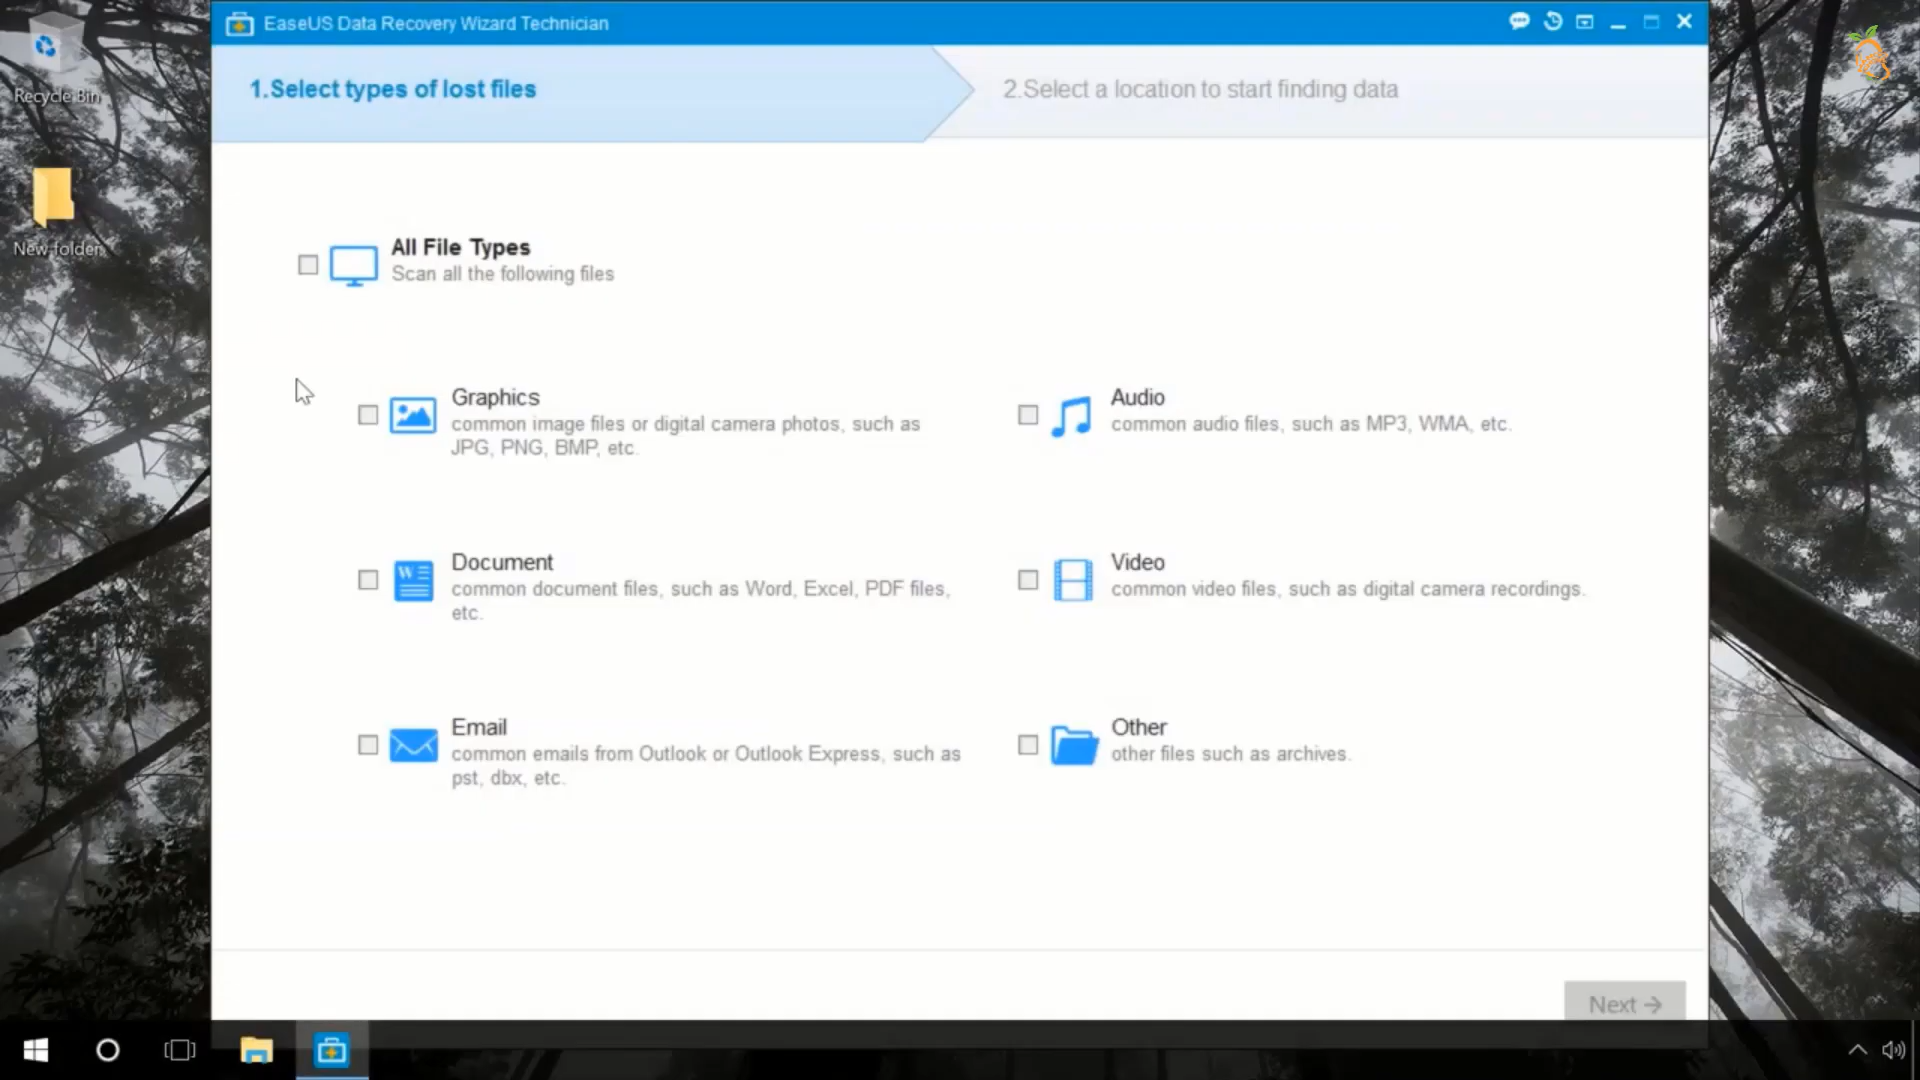 EaseUS Data Recovery Wizard Technician
1.Select types of lost files
2.Select a location to start finding data
Recycle Bin
New folder
All File Types
Scan all the following files
Graphics
common image files or digital camera photos, such as
JPG, PNG, BMP, etc.
Audio
common audio files, such as MP3, WMA, etc.
Document
common document files, such as Word, Excel, PDF files,
etc.
Video
common video files, such as digital camera recordings.
Email
common emails from Outlook or Outlook Express, such as
pst, dbx, etc.
Other
other files such as archives.
Next